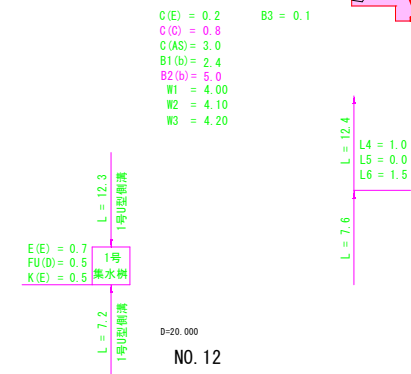 C(E) = 0.2
B3 = 0.1
C(C) = 0.8
C(AS)= 3.0
B1(b)= 2.4
B2(b)= 5.0
W1 = 4.00
W2 = 4.10
W3 = 4.20
L = 12.4
L4 = 1.0
L5 = 0.0
L6 = 1.5
L = 7.6
L = 12.3
1号U型側溝
E(E) = 0.7
FU(D)= 0.5
K(E) = 0.5
1号
集水桝
L = 7.2
1号U型側溝
D=20.000
NO. 12